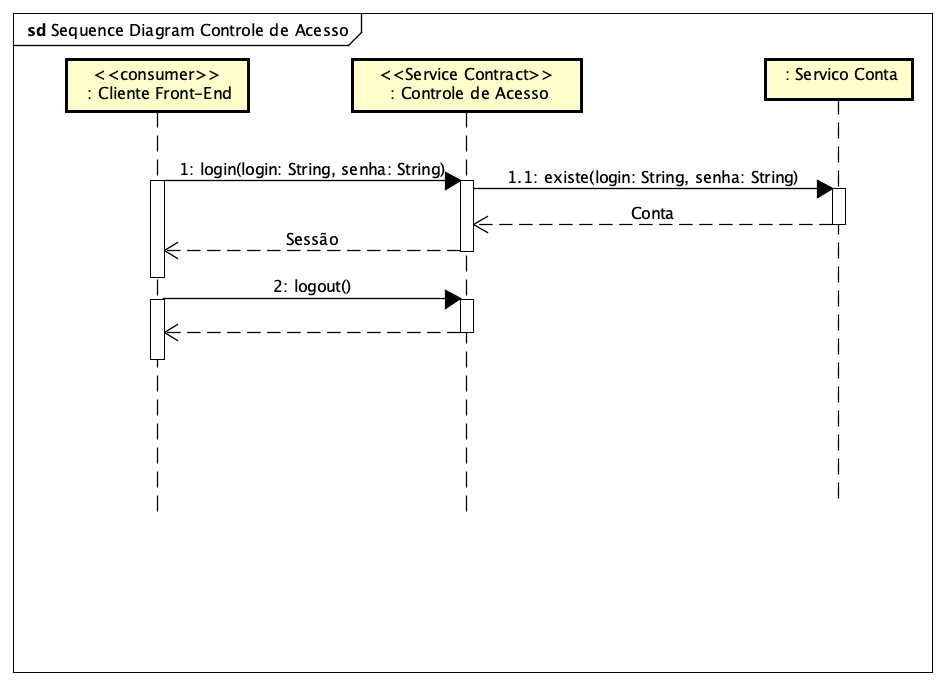 sd Sequence Diagram Controle de Acesso
<<consumer>>
: Cliente Front-End
<<Service Contract>>
: Controle de Acesso
: Servico Conta
1: login(login: String, senha: String)
1.1: existe(login: String, senha: String)
Conta
Sessão
2: logout()